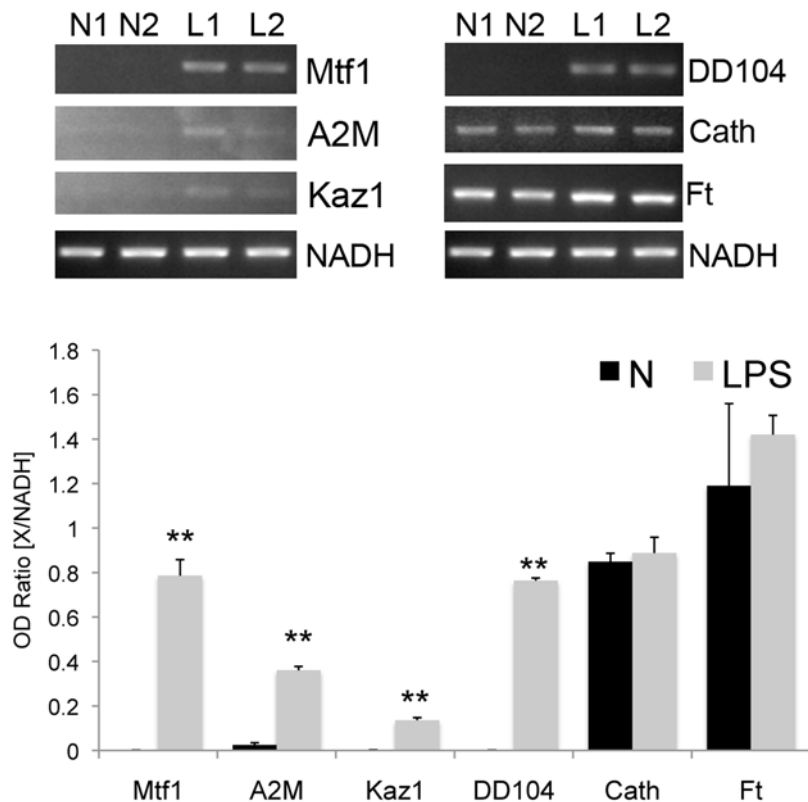 N1 N2 L1 L2
Mtf1
A2M
Kaz1
NADH
N1 N2 L1 L2
DD104
Cath
Ft
NADH
N LPS
OD Ratio [X/NADH]
1.8
1.6
1.4
1.2
1
0.8
0.6
0.4
0.2
0
**
**
**
**
Mtf1 A2M Kaz1 DD104 Cath Ft